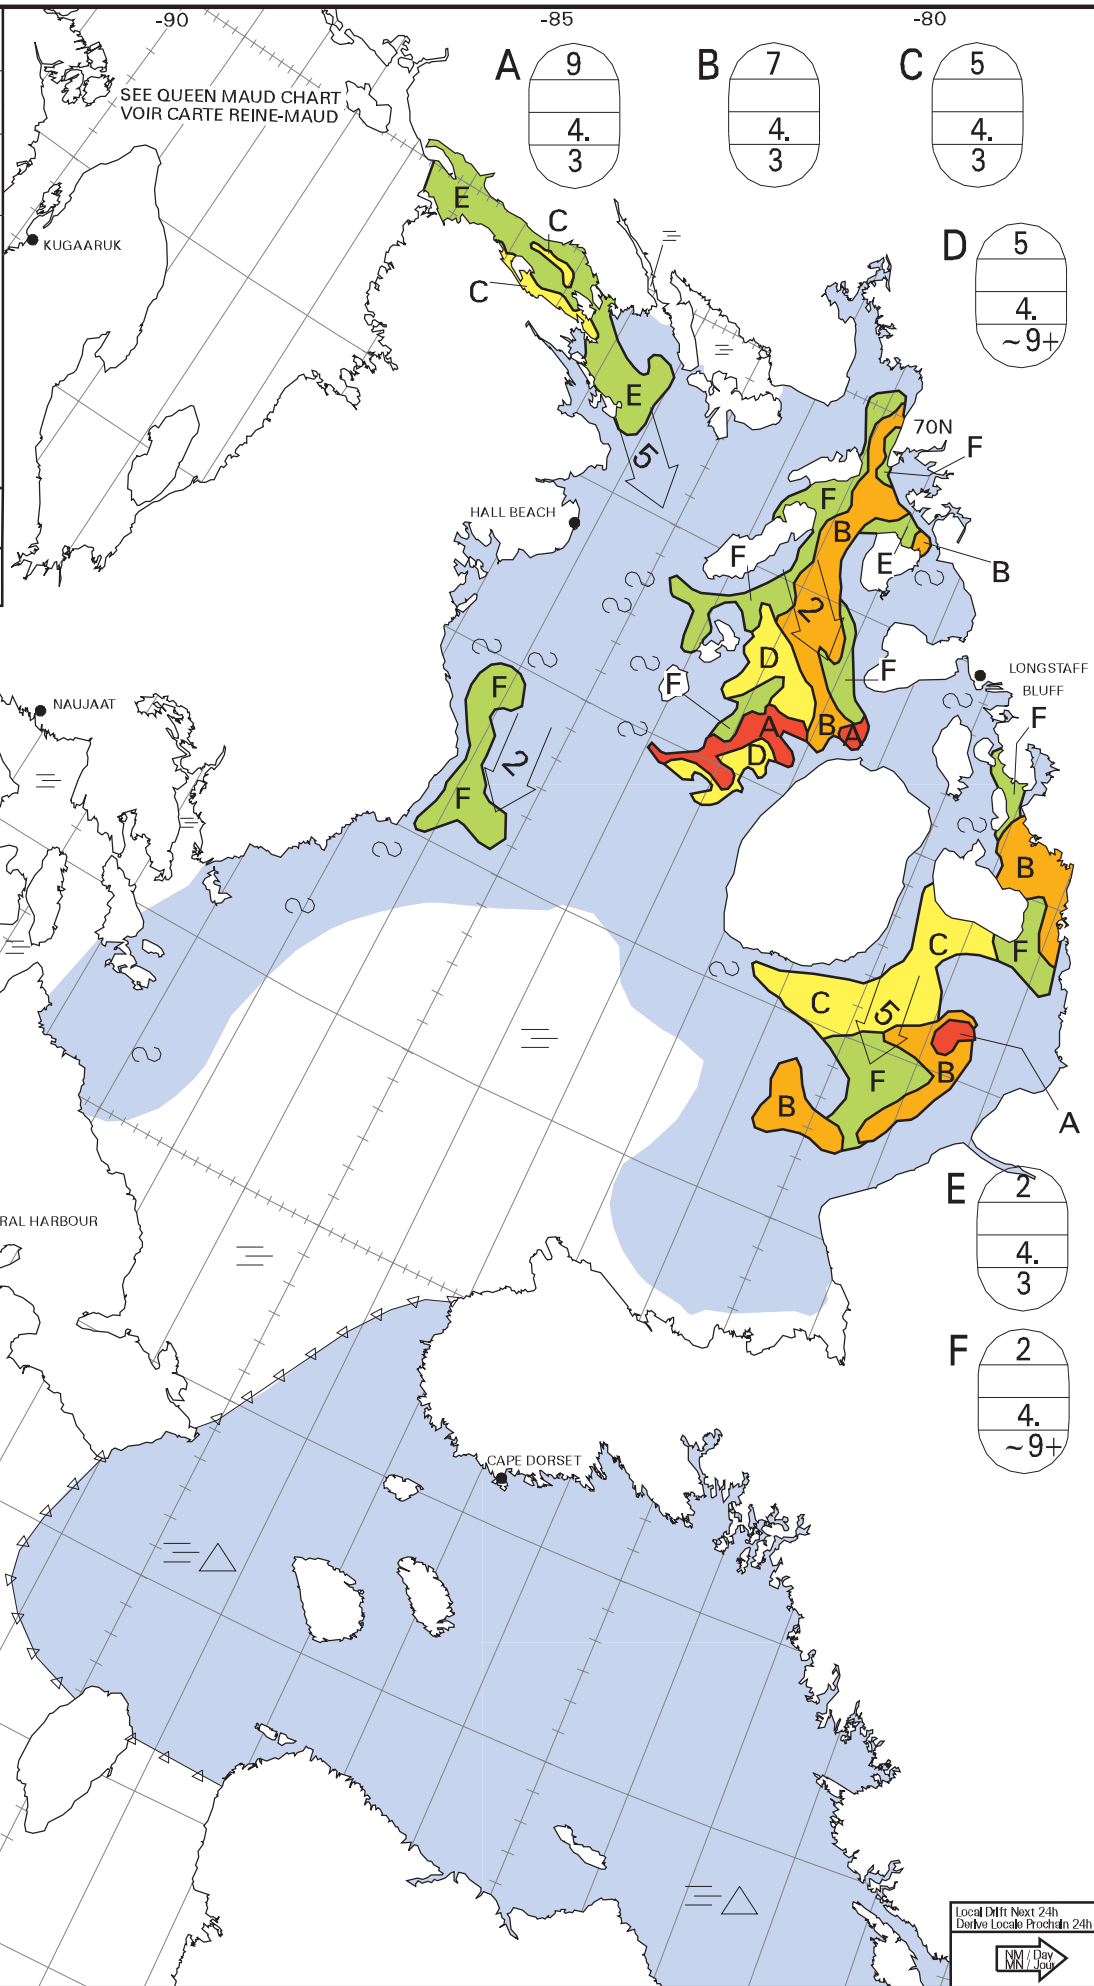 -90
-85
-80
A
9
4.
3
B
7
4.
3
C
5
4.
3
SEE QUEEN MAUD CHART
VOIR CARTE REINE-MAUD
E
C
KUGAARUK
D
5
4.
~9+
C
E
70N
F
5
F
HALL BEACH
B
F
E
B
2
D
F
LONGSTAFF
BLUFF
F
F
NAUJAAT
F
A
B
A
D
2
F
B
C
F
C
5
B
F
B
A
E
2
4.
3
RAL HARBOUR
F
2
4.
~9+
CAPE DORSET
Local Drift Next 24h
Derive Locale Prochain 24h
NM / Day
MN / Jour